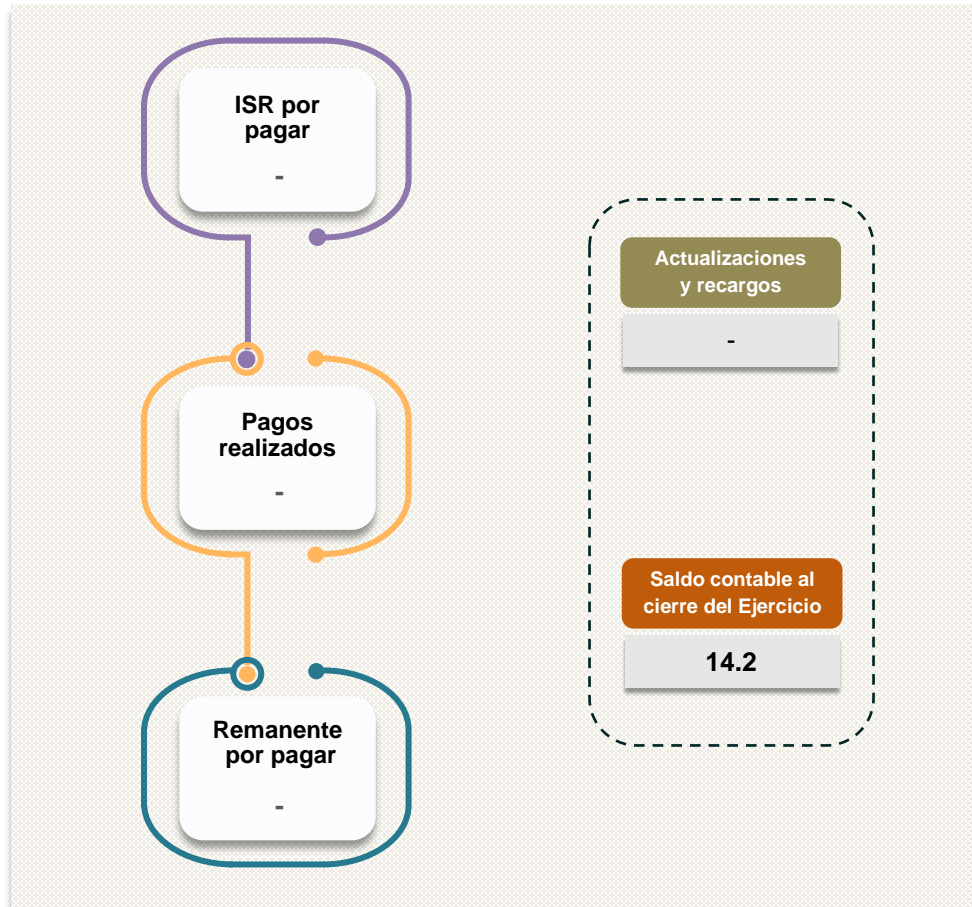 ISR por
pagar
-
Pagos
realizados
-
Remanente
por pagar
-
Actualizaciones
y recargos
-
Saldo contable al
cierre del Ejercicio
14.2